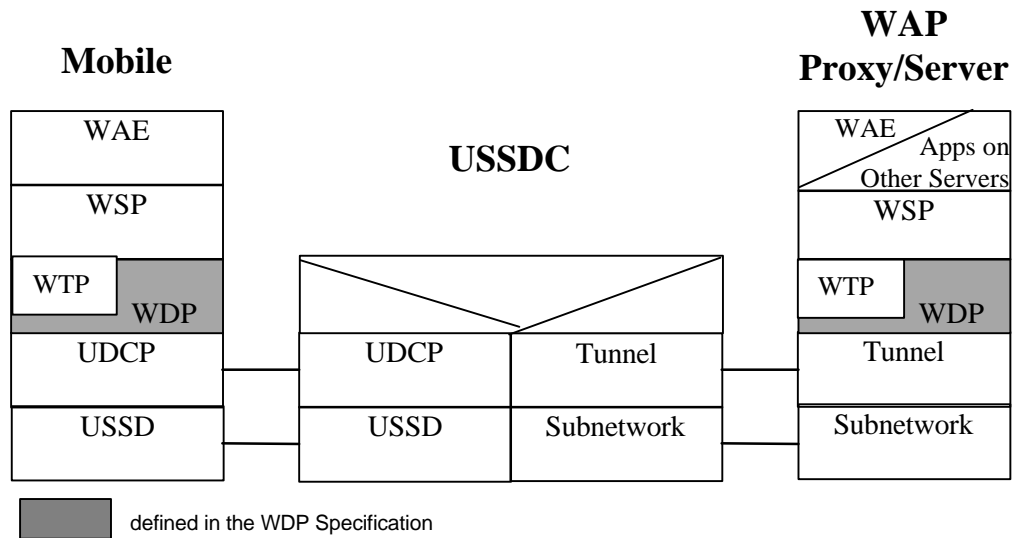 WAP
Proxy/Server
Mobile
USSDC
WAE
WSP
WTP
WDP
UDCP
USSD
UDCP
Tunnel
USSD
Subnetwork
WAE
Apps on
Other Servers
WSP
WTP
WDP
Tunnel
Subnetwork
defined in the WDP Specification